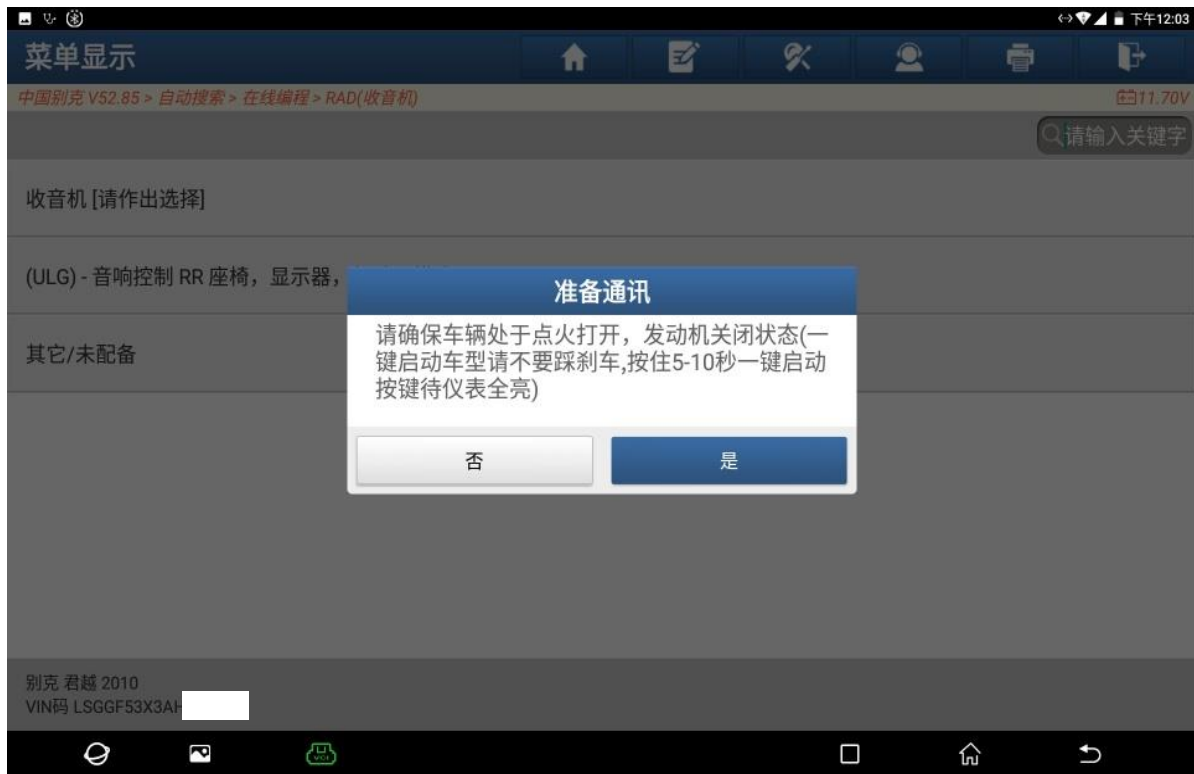 下午12:03
菜单显示
中国别克 V52.85 > 自动搜索 > 在线编程 > RAD(收音机)
11.70V
请输入关键字
收音机 [请作出选择]
(ULG) - 音响控制 RR 座椅，显示器，
准备通讯
请确保车辆处于点火打开，发动机关闭状态(一
键启动车型请不要踩刹车,按住5-10秒一键启动
按键待仪表全亮)
其它/未配备
否
是
别克 君越 2010
VIN码 LSGGF53X3AH
VCI